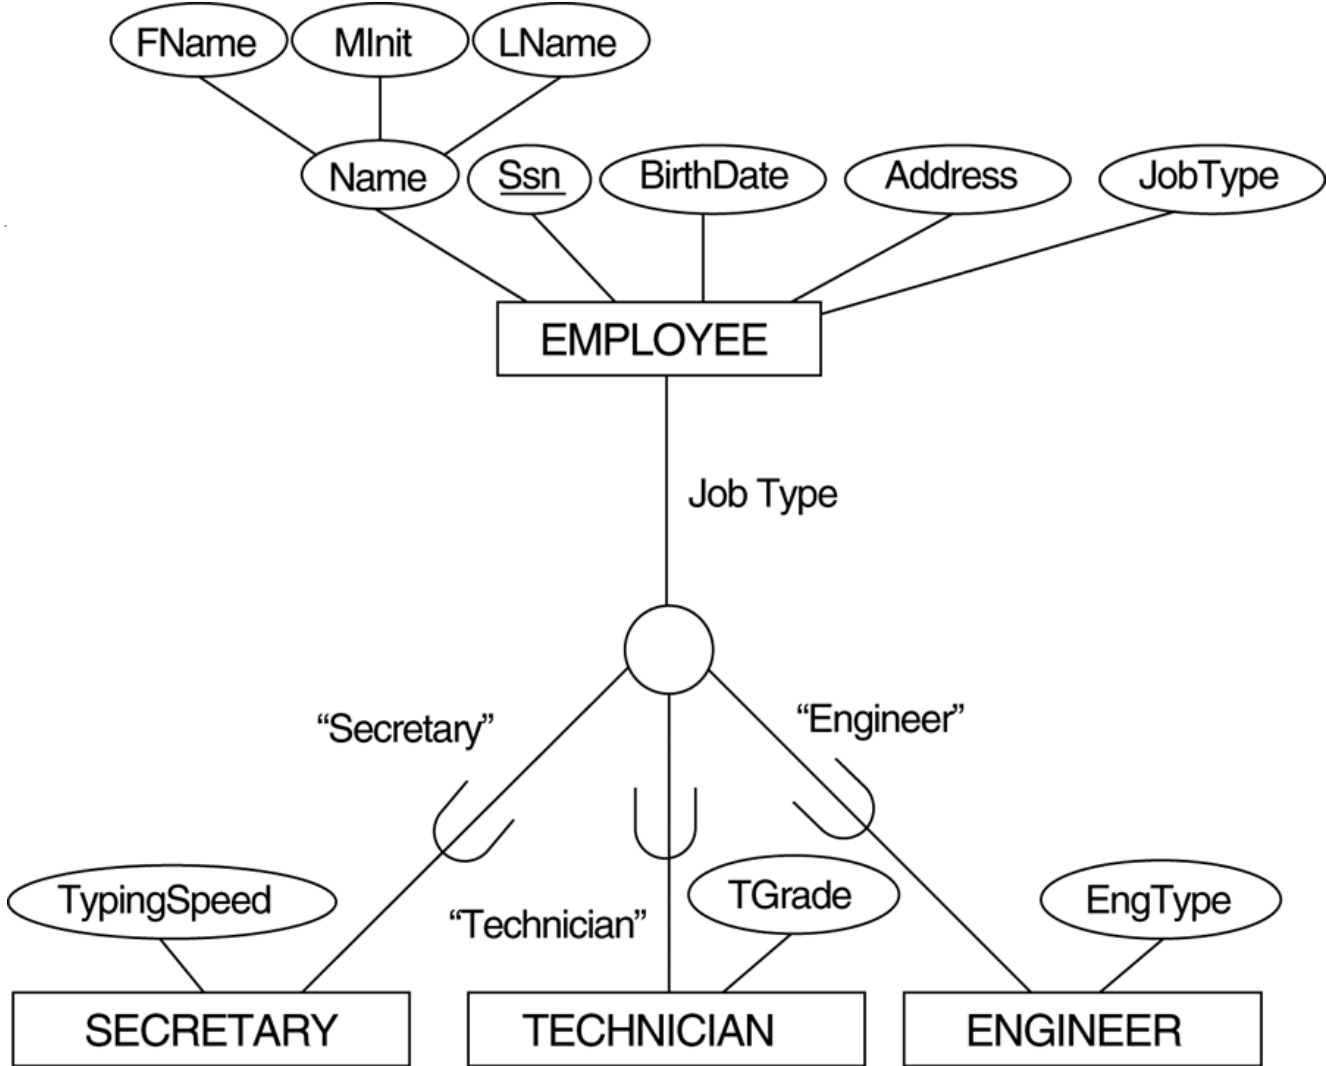 FName
MInit
LName
Name
Ssn
BirthDate
Address
JobType
EMPLOYEE
Job Type
“Secretary”
“Engineer”
“Technician”
TypingSpeed
TGrade
EngType
SECRETARY
TECHNICIAN
ENGINEER